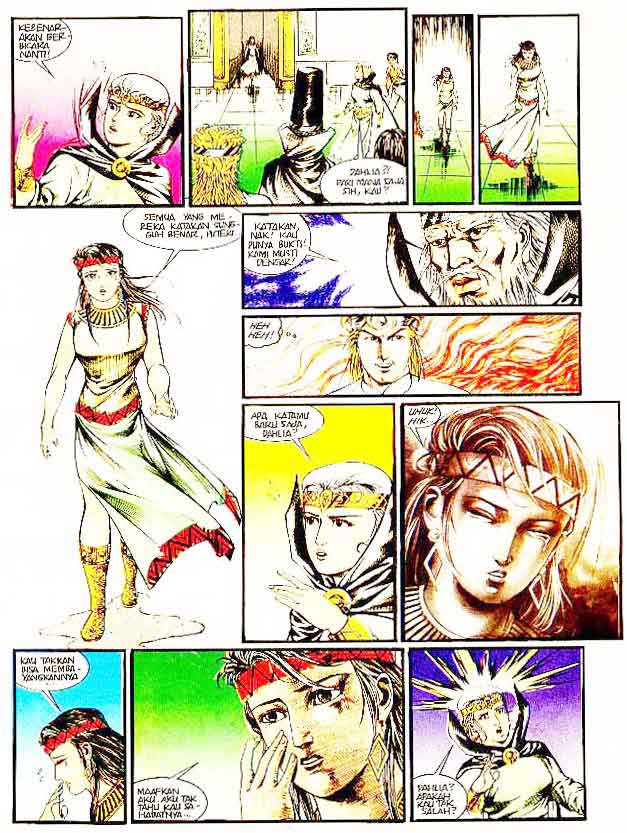 KEBENAR-
AKAN BER-
BICARA
NANTI!
DAHLIA??
DARI MANA SAJA
SIH, KAU?
SEMUA YANG ME-
REKA KATAKAN SUNG-
GUH BENAR,
KATAKAN,
NAK! KAU
PUNYA BUKTI!
KAMI MUSTI
DENGAR!
HEH
HEH!
APA KATAMU
BARU SAJA,
DAHLIA?
UHUK!
HIK..
KAU TAKKAN
BISA MEMBA-
YANGKANNYA...
MAAFKAN
AKU. AKU TAK
TAHU KAU SA-
HABATNYA...
DAHLIA?
APAKAH
KAU TAK
SALAH?